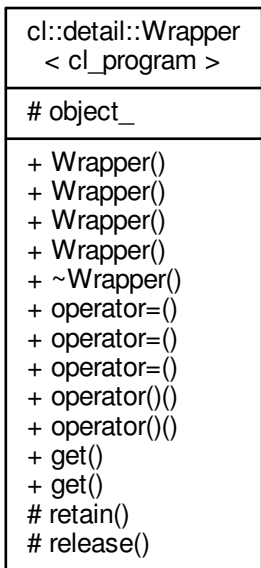 cl::detail::Wrapper
< cl_program >
# object_
+ Wrapper()
+ Wrapper()
+ Wrapper()
+ Wrapper()
+ ~Wrapper()
+ operator=()
+ operator=()
+ operator=()
+ operator()()
+ operator()()
+ get()
+ get()
# retain()
# release()